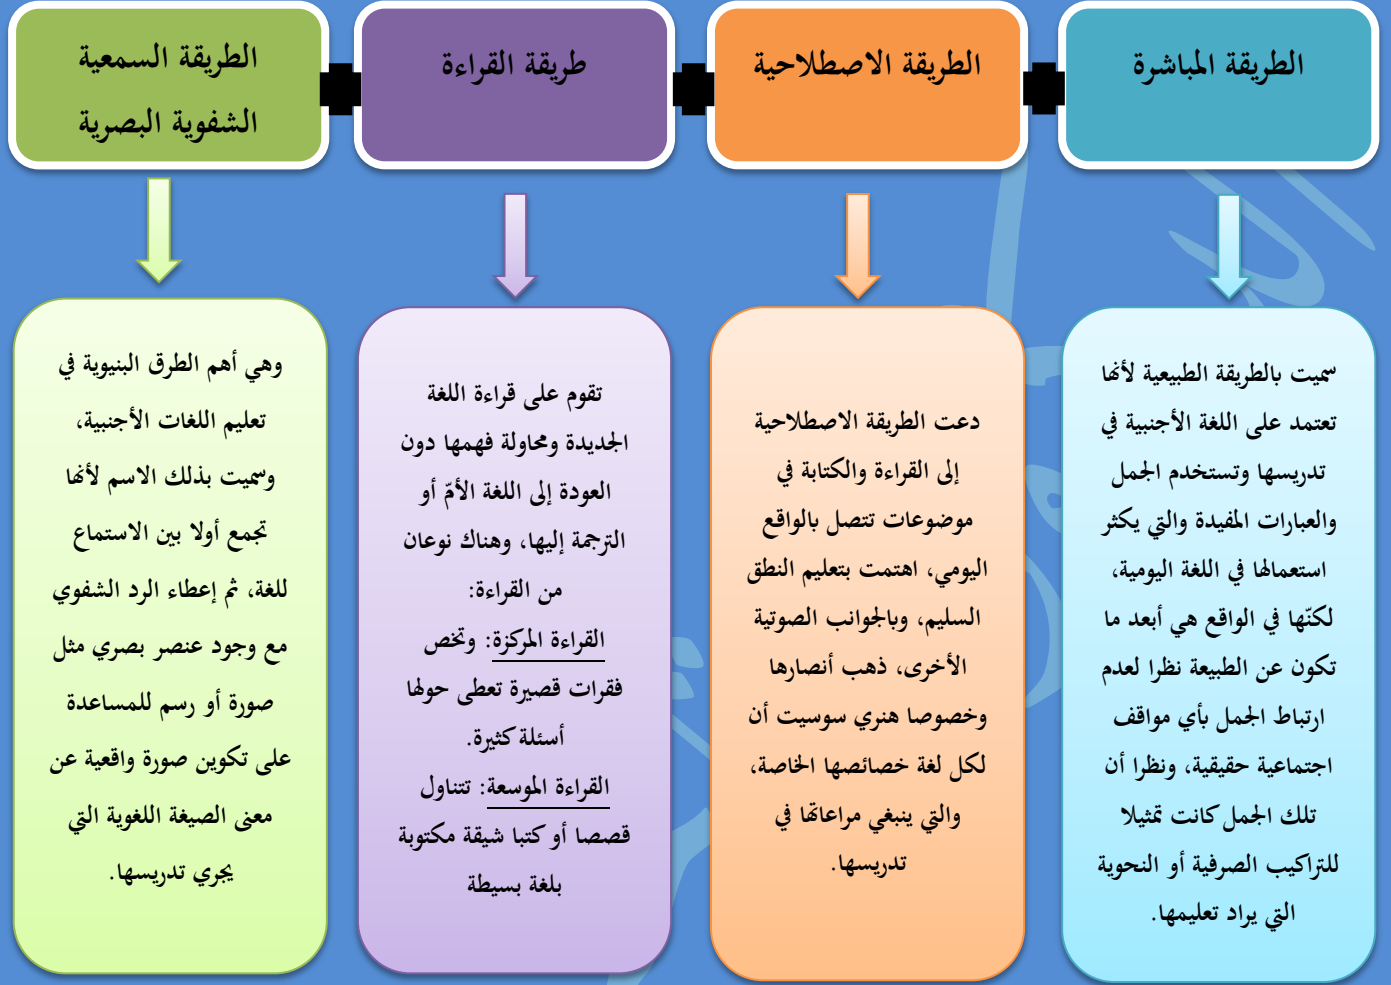 الطريقة المباشرة
الطريقة الاصطلاحية
طريقة القراءة
الطريقة السمعية
الشفوية البصرية
سميت بالطريقة الطبيعية لأنها
تعتمد على اللغة الأجنبية في
تدريسها وتستخدم الجمل
والعبارات المفيدة والتي يكثر
استعمالها في اللغة اليومية،
لكنّها في الواقع هي أبعد ما
تكون عن الطبيعة نظرا لعدم
ارتباط الجمل بأي مواقف
اجتماعية حقيقية، ونظرا أن
تلك الجمل كانت تمثيلا
للتراكيب الصرفية أو النحوية
التي يراد تعليمها.
دعت الطريقة الاصطلاحية
إلى القراءة والكتابة في
موضوعات تتصل بالواقع
اليومي، اهتمت بتعليم النطق
السليم، وبالجوانب الصوتية
الأخرى، ذهب أنصارها
وخصوصا هنري سوسيت أن
لكل لغة خصائصها الخاصة،
والتي ينبغي مراعاتها في
تدريسها.
تقوم على قراءة اللغة
الجديدة ومحاولة فهمها دون
العودة إلى اللغة الأمّ أو
الترجمة إليها، وهناك نوعان
من القراءة:
القراءة المركزة: وتخص
فقرات قصيرة تعطى حولها
أسئلة كثيرة.
القراءة الموسعة: تتناول
قصصا أو كتبا شيقة مكتوبة
بلغة بسيطة
وهي أهم الطرق البنيوية في
تعليم اللغات الأجنبية،
وسميت بذلك الاسم لأنها
تجمع أولا بين الاستماع
للغة، ثم إعطاء الرد الشفوي
مع وجود عنصر بصري مثل
صورة أو رسم للمساعدة
على تكوين صورة واقعية عن
معنى الصيغة اللغوية التي
يجري تدريسها.